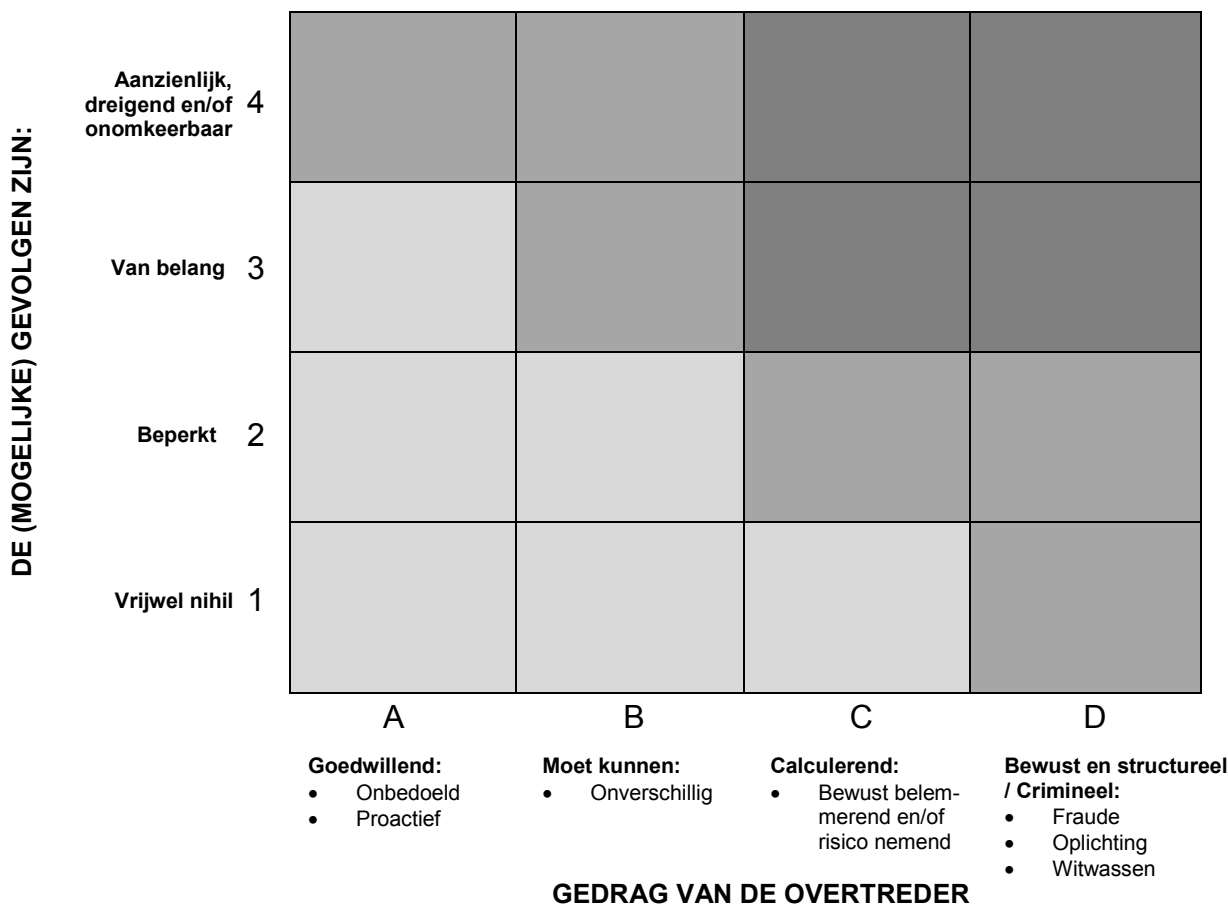 DE (MOGELIJKE) GEVOLGEN ZIJN:
Aanzienlijk,
dreigend en/of
onomkeerbaar
4
Van belang 3
Beperkt 2
Vrijwel nihil 1
A B C D
Goedwillend:
• Onbedoeld
• Proactief
Moet kunnen:
• Onverschillig
Calculerend:
• Bewust belem-
merend en/of
risico nemend
Bewust en structureel
/ Crimineel:
• Fraude
• Oplichting
• Witwassen
GEDRAG VAN DE OVERTREDER